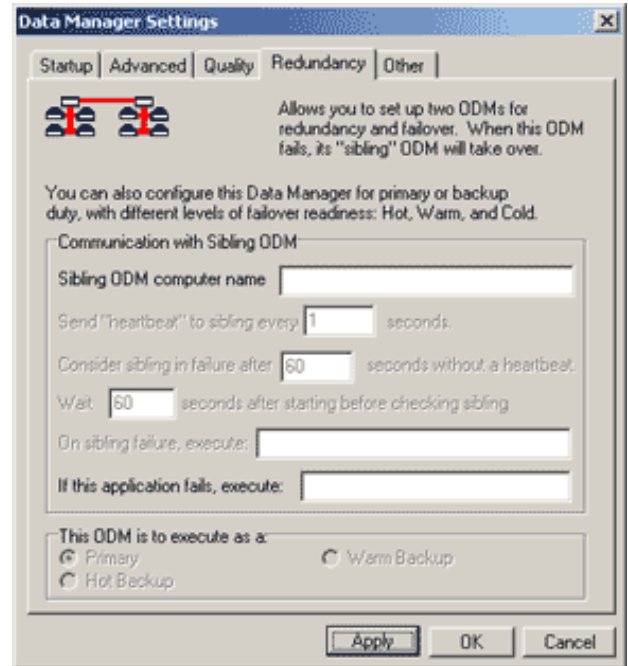 Data Manager Settings
Startup Advanced Quality Redundancy Other
Allows you to set up two ODMs for
redundancy and failover. When this ODM
fails, its "sibling" ODM will take over.
You can also configure this Data Manager for primary or backup
duty, with different levels of failover readiness: Hot, Warm, and Cold.
Communication with Sibling ODM
Sibling ODM computer name
Send "heartbeat" to sibling every 1 seconds.
Consider sibling in failure after 60 seconds without a heartbeat.
Wait 60 seconds after starting before checking sibling
On sibling failure, execute:
If this application fails, execute:
This ODM is to execute as a:
Primary Warm Backup
Hot Backup
Apply OK Cancel